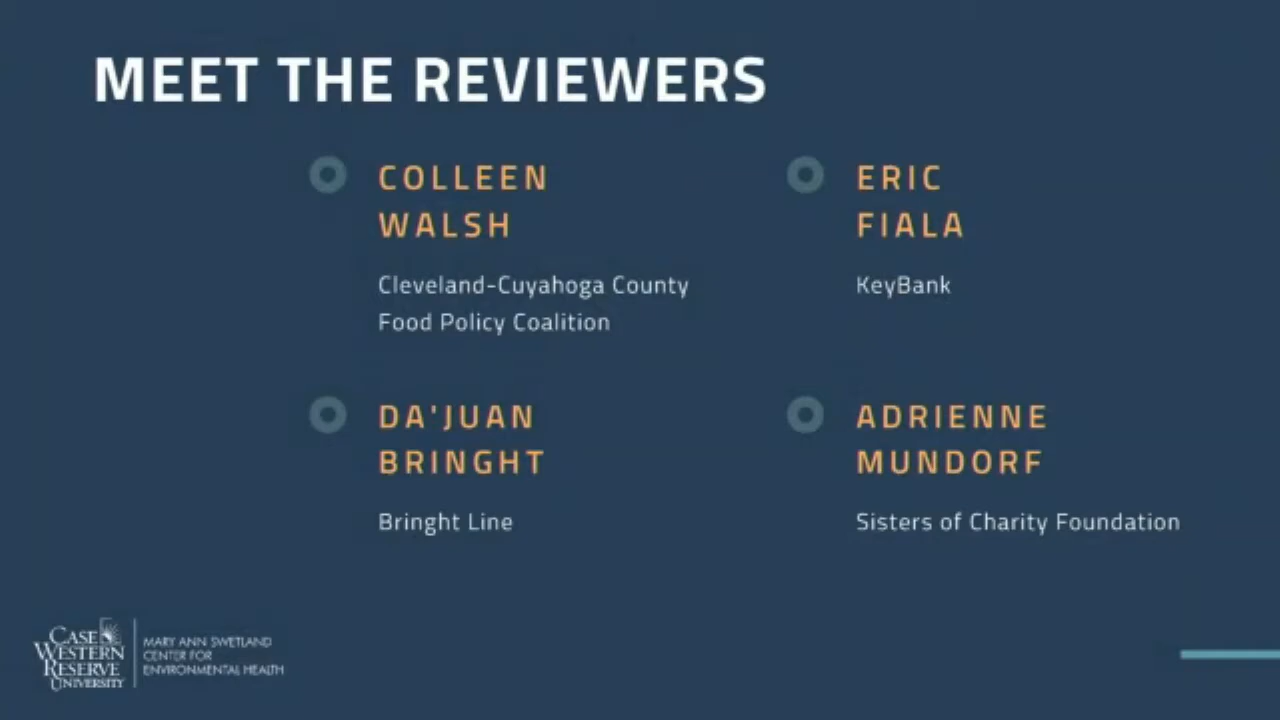 MEET THE REVIEWERS
COLLEEN
WALSH
Cleveland-Cuyahoga County
Food Policy Coalition
ERIC
FIALA
KeyBank
DA'JUAN
BRINGHT
Bringht Line
ADRIENNE
MUNDORF
Sisters of Charity Foundation
CASE
WESTERN
RESERVE
UNIVERSITY
MARY ANN SWETLAND
CENTER FOR
ENVIRONMENTAL HEALTH